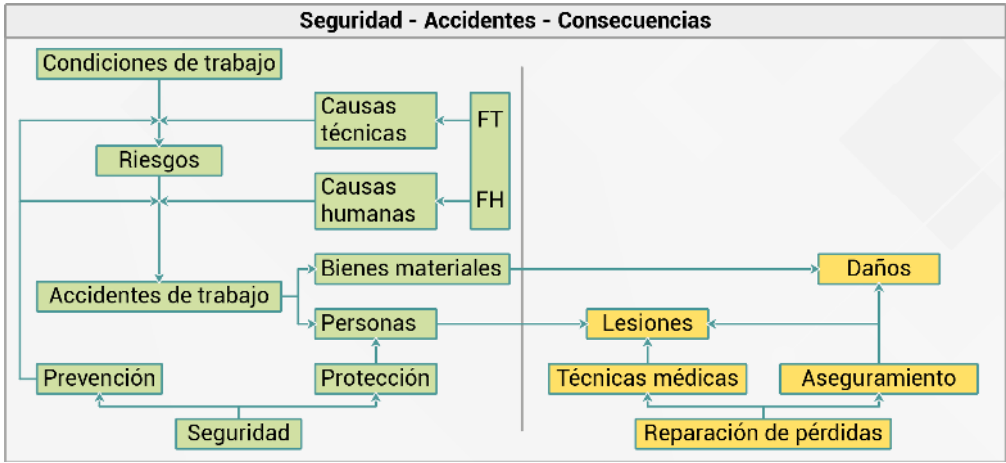 Seguridad - Accidentes - Consecuencias
Condiciones de trabajo
Causas
técnicas
FT
Riesgos
Causas
humanas
FH
Bienes materiales
Daños
Accidentes de trabajo
Personas
Lesiones
Prevención
Protección
Técnicas médicas
Aseguramiento
Seguridad
Reparación de pérdidas